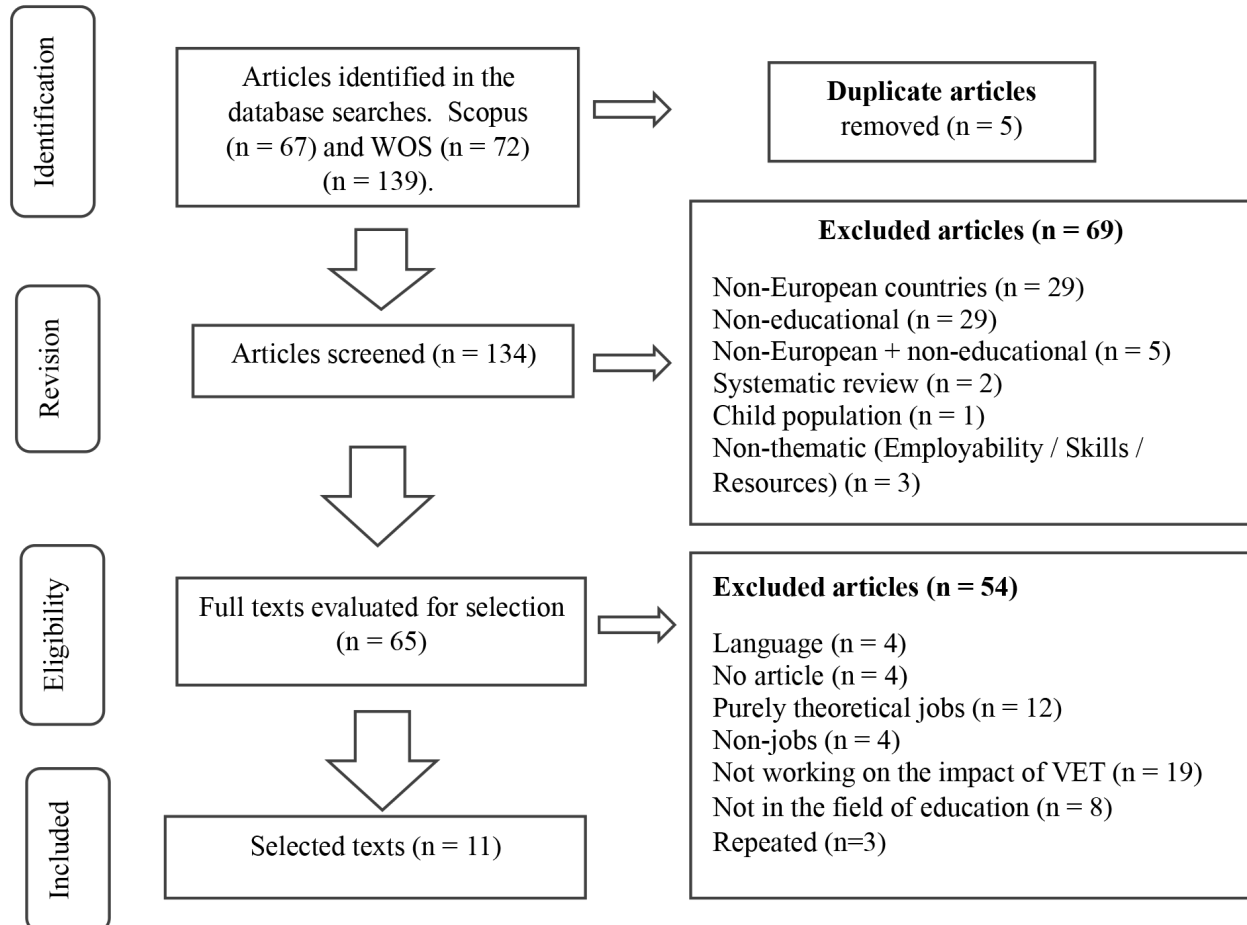 Identification
Articles identified in the
database searches. Scopus
(n = 67) and WOS (n = 72)
(n = 139).
Duplicate articles
removed (n = 5)
Revision
Articles screened (n = 134)
Excluded articles (n = 69)
Non-European countries (n = 29)
Non-educational (n = 29)
Non-European + non-educational (n = 5)
Systematic review (n = 2)
Child population (n = 1)
Non-thematic (Employability / Skills /
Resources) (n = 3)
Eligibility
Full texts evaluated for selection
(n = 65)
Excluded articles (n = 54)
Language (n = 4)
No article (n = 4)
Purely theoretical jobs (n = 12)
Non-jobs (n = 4)
Not working on the impact of VET (n = 19)
Not in the field of education (n = 8)
Repeated (n=3)
Included
Selected texts (n = 11)